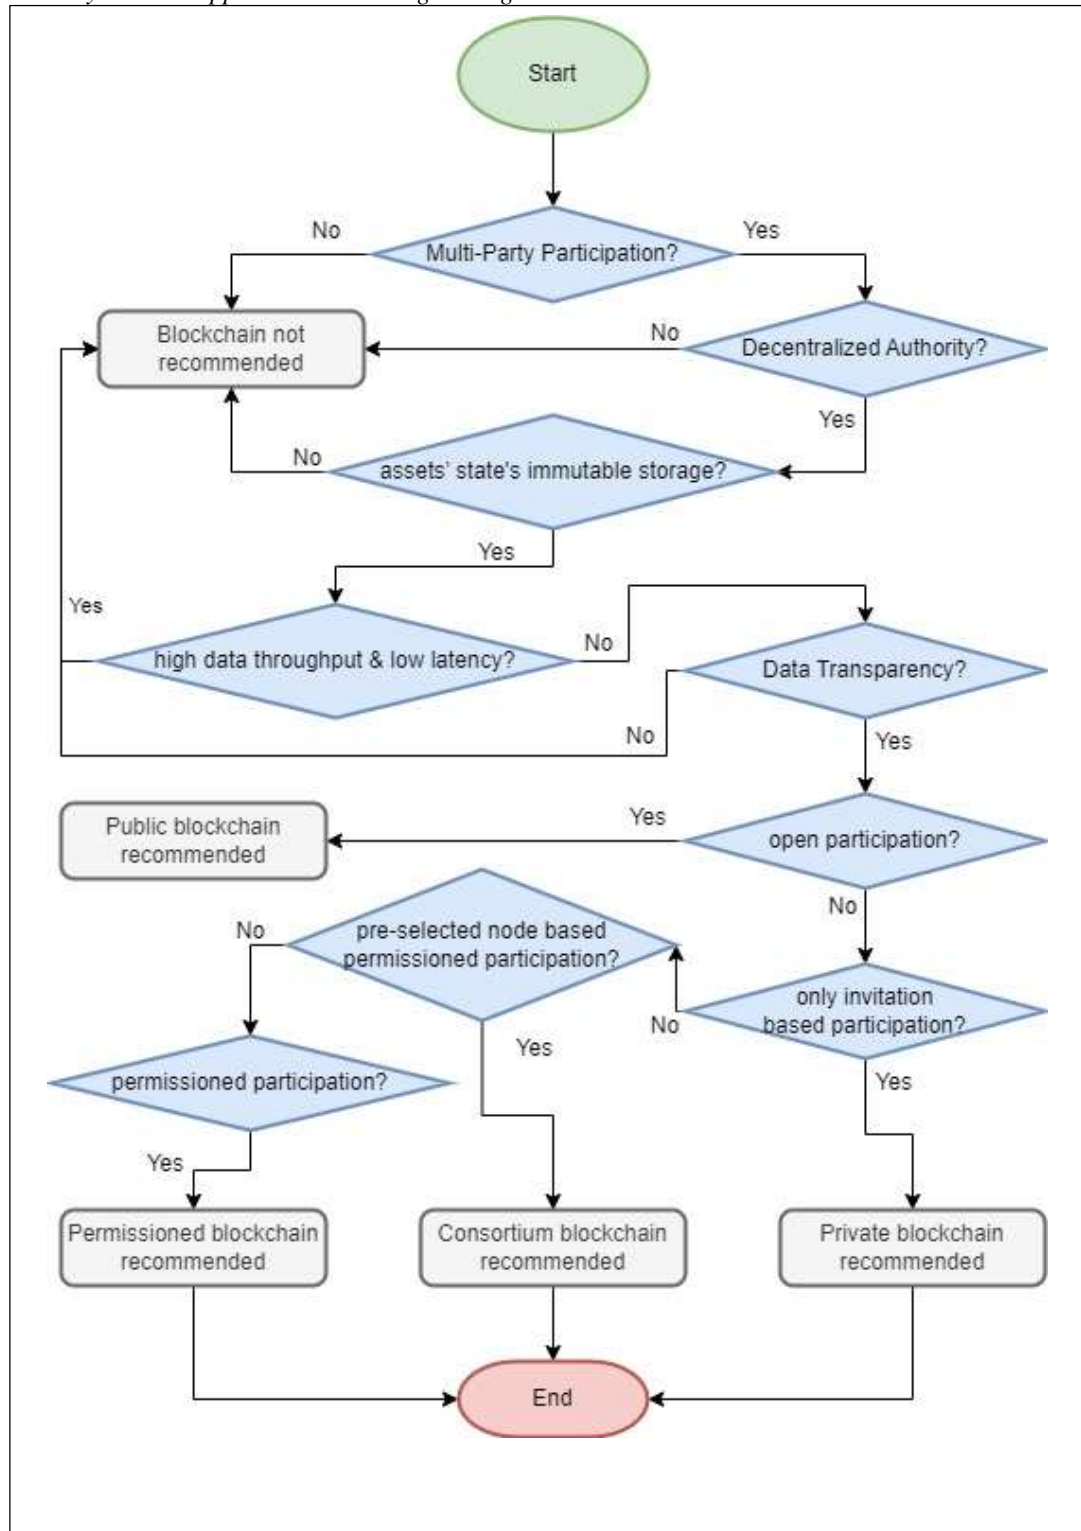 Start
No
Yes
Multi-Party Participation?
Blockchain not
recommended
No
Decentralized Authority?
Yes
No
assets' state's immutable storage?
Yes
Yes
No
high data throughput & low latency?
Data Transparency?
No
Yes
Public blockchain
recommended
Yes
open participation?
No
No
pre-selected node based
permissioned participation?
only invitation
based participation?
No
Yes
Yes
permissioned participation?
Yes
Permissioned blockchain
recommended
Consortium blockchain
recommended
Private blockchain
recommended
End